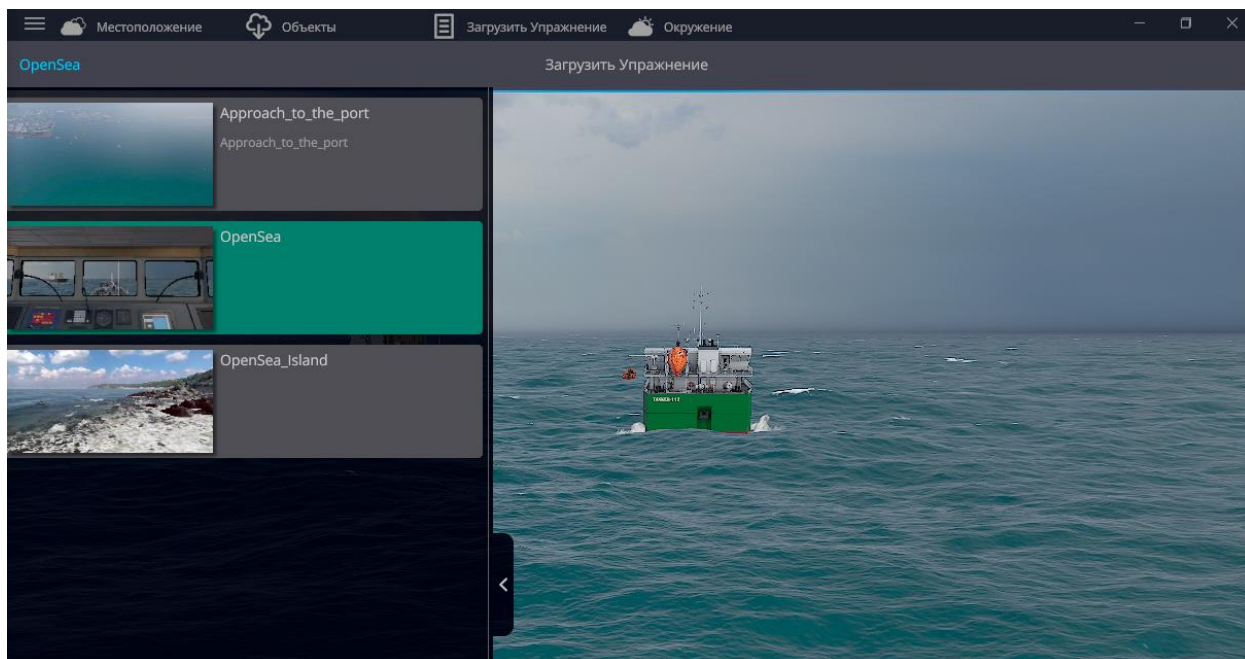 Местоположение Объекты Загрузить Упражнение Окружение
OpenSea Загрузить Упражнение
Approach_to_the_port
Approach_to_the_port
OpenSea
OpenSea_Island